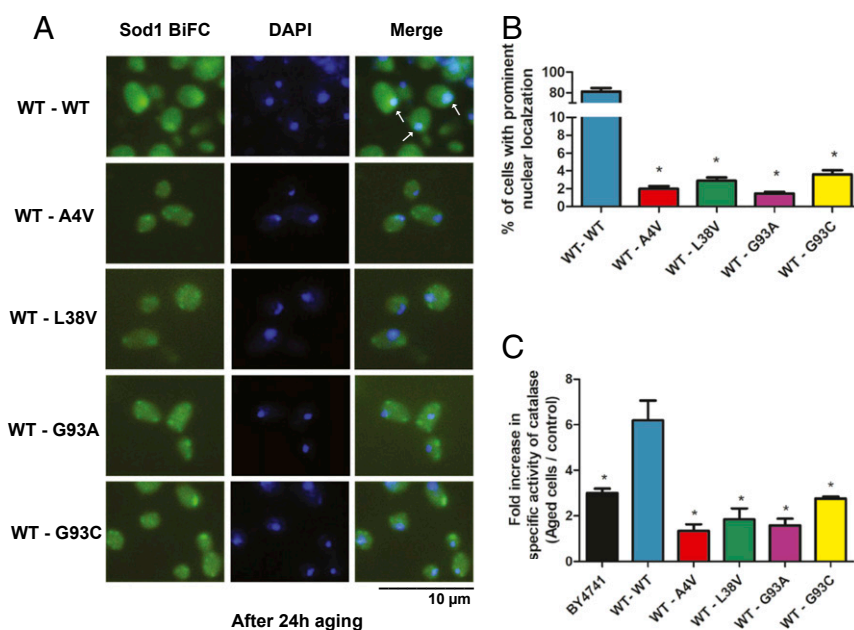 A
Sod1 BiFC DAPI Merge
WT - WT
WT - A4V
WT - L38V
WT - G93A
WT - G93C
10 µm
After 24h aging
B
% of cells with prominent
nuclear localzation
100
80
10
8
6
4
2
0
* * * *
WT- WT
WT - A4V
WT - L38V
WT - G93A
WT - G93C
C
Fold increase in
specific activity of catalase
(Aged cells / control)
8
6
4
2
0
* * * * *
BY4741
WT- WT
WT - A4V
WT - L38V
WT - G93A
WT - G93C